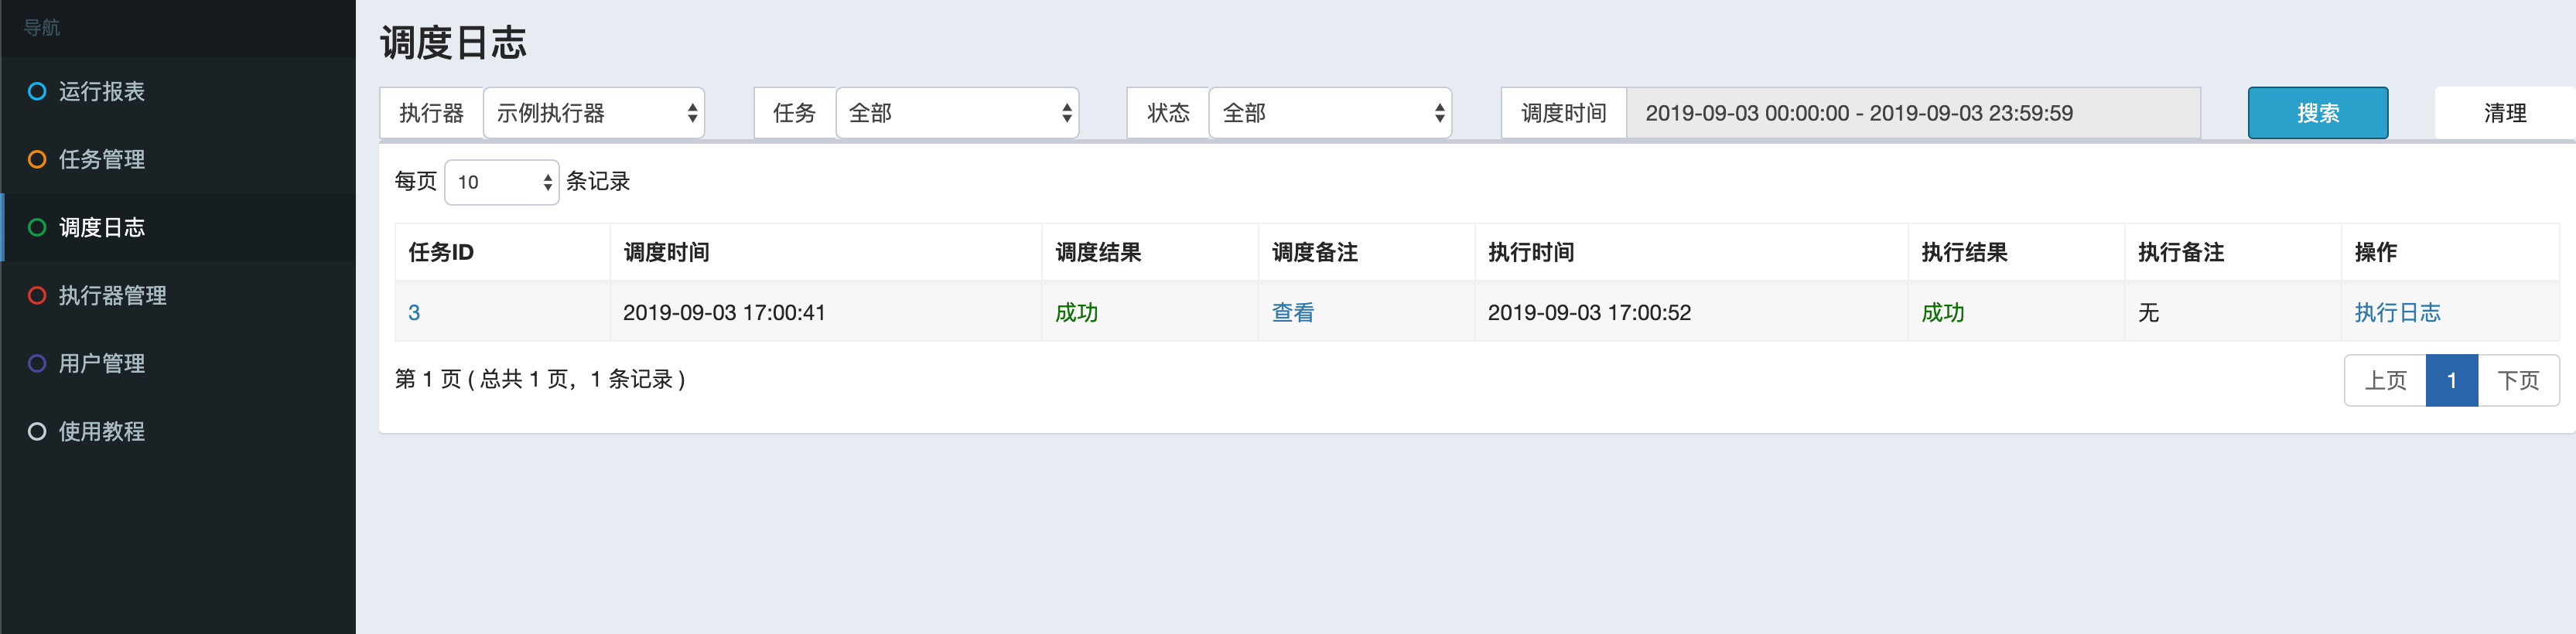 导航
运行报表
任务管理
调度日志
执行器管理
用户管理
使用教程
调度日志
执行器 示例执行器 任务 全部 状态 全部 调度时间 2019-09-03 00:00:00 - 2019-09-03 23:59:59 搜索 清理
每页 10 条记录
任务ID 调度时间 调度结果 调度备注 执行时间 执行结果 执行备注 操作
3 2019-09-03 17:00:41 成功 查看 2019-09-03 17:00:52 成功 无 执行日志
第 1 页 ( 总共 1 页，1 条记录 ) 上页 1 下页